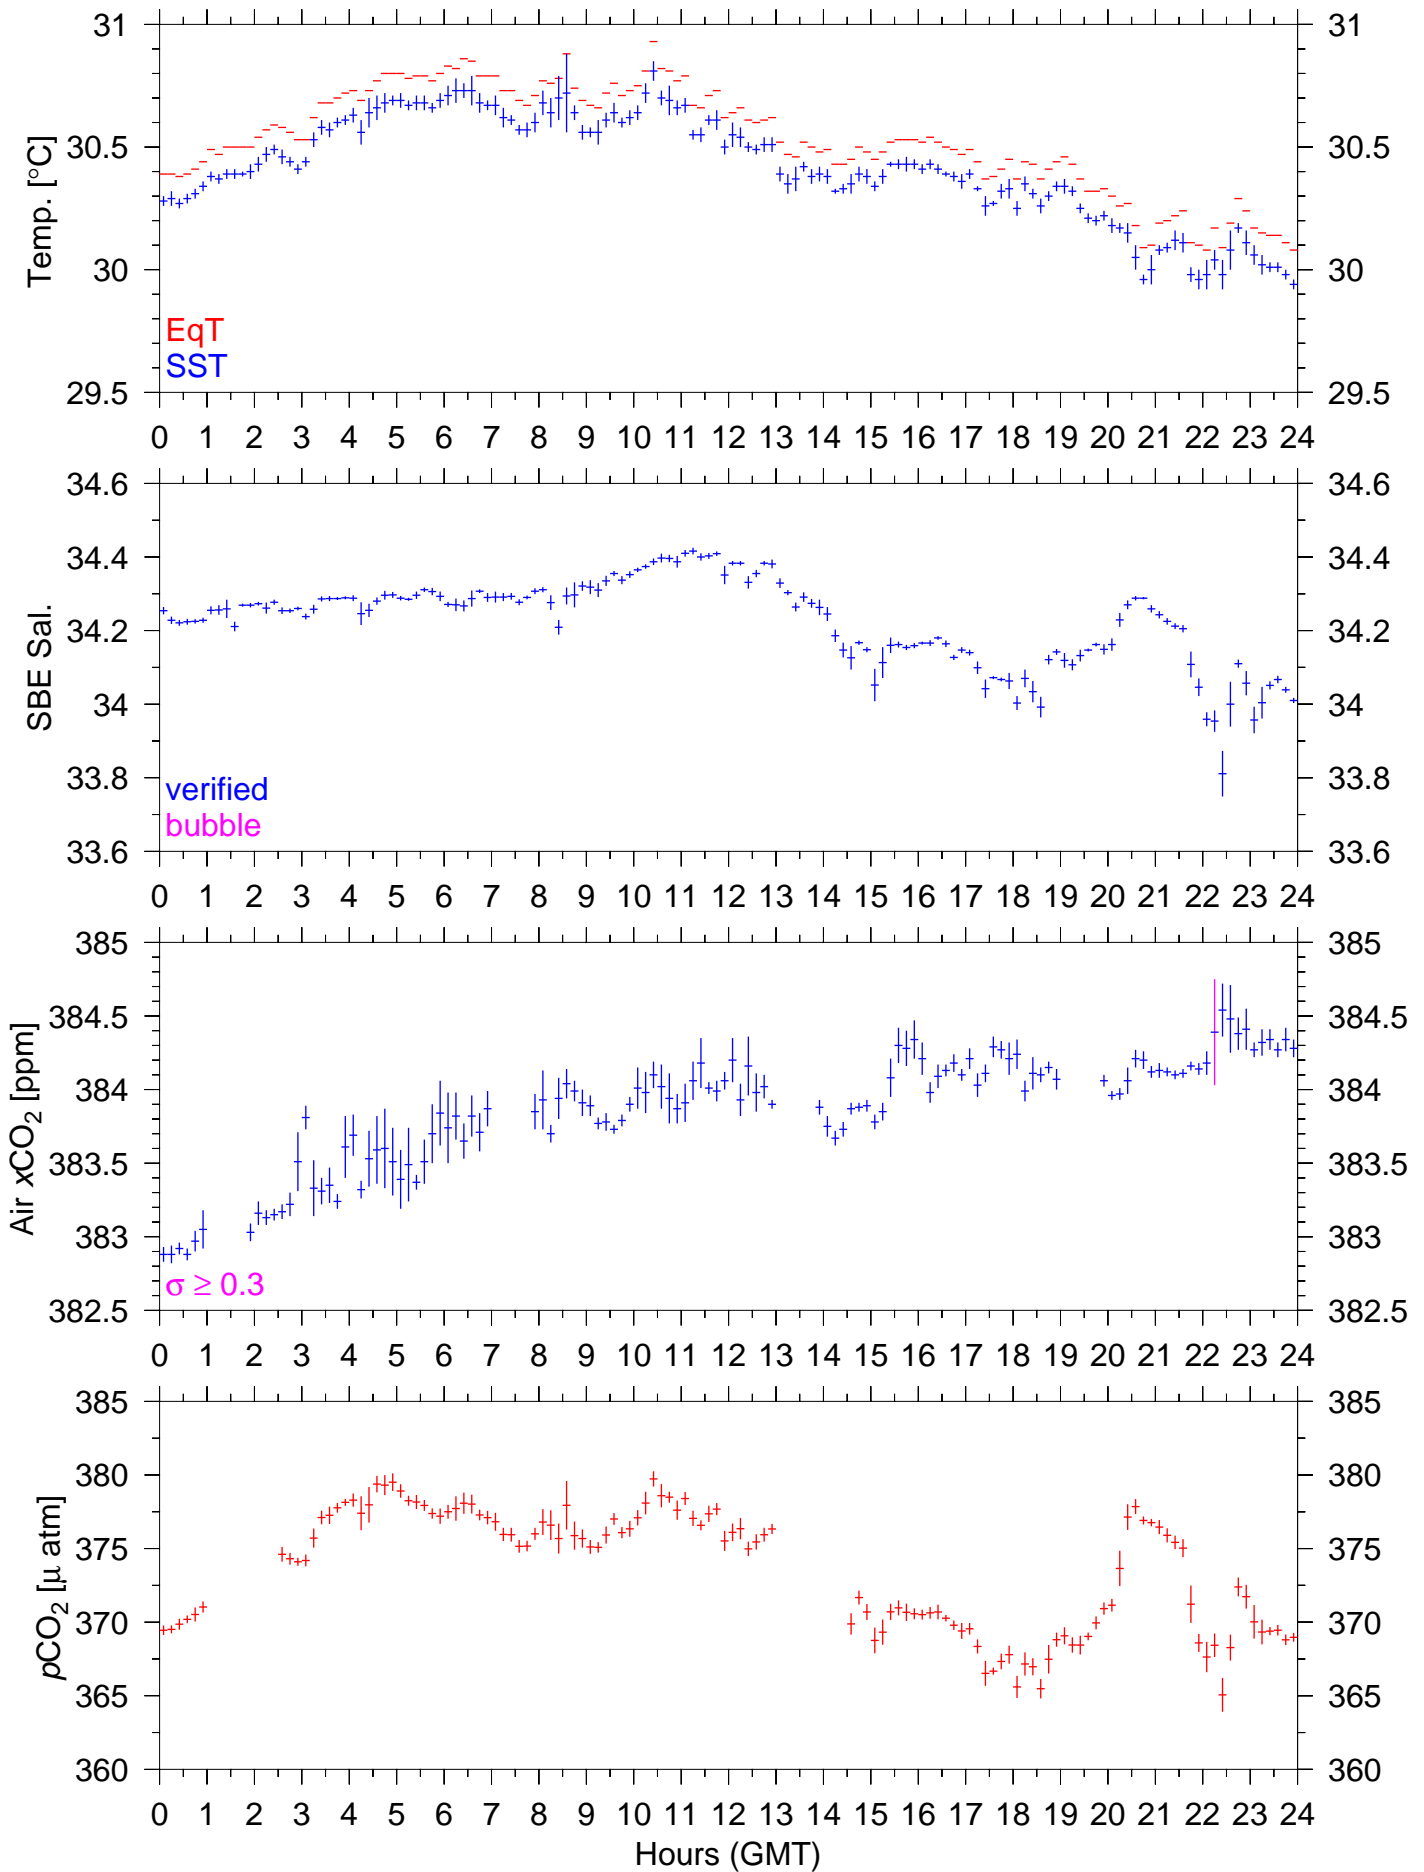 31 31
30.5 30.5
30 30
29.5 29.5
Temp. [°C]
EqT
SST
0 1 2 3 4 5 6 7 8 9 10 11 12 13 14 15 16 17 18 19 20 21 22 23 24
34.6 34.6
34.4 34.4
34.2 34.2
34 34
33.8 33.8
33.6 33.6
SBE Sal.
verified
bubble
0 1 2 3 4 5 6 7 8 9 10 11 12 13 14 15 16 17 18 19 20 21 22 23 24
385 385
384.5 384.5
384 384
383.5 383.5
383 383
382.5 382.5
Air xCO₂ [ppm]
σ ≥ 0.3
0 1 2 3 4 5 6 7 8 9 10 11 12 13 14 15 16 17 18 19 20 21 22 23 24
385 385
380 380
375 375
370 370
365 365
360 360
pCO₂ [μ atm]
0 1 2 3 4 5 6 7 8 9 10 11 12 13 14 15 16 17 18 19 20 21 22 23 24
Hours (GMT)